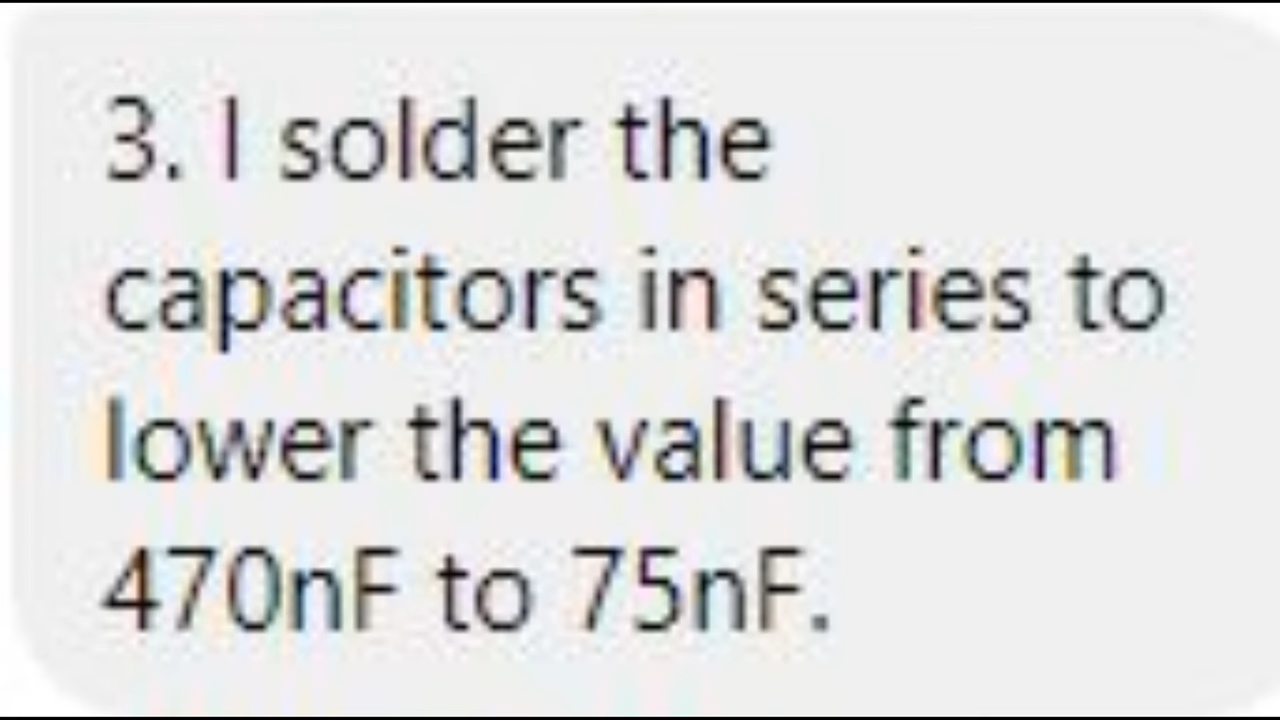 3. I solder the
capacitors in series to
lower the value from
470nF to 75nF.